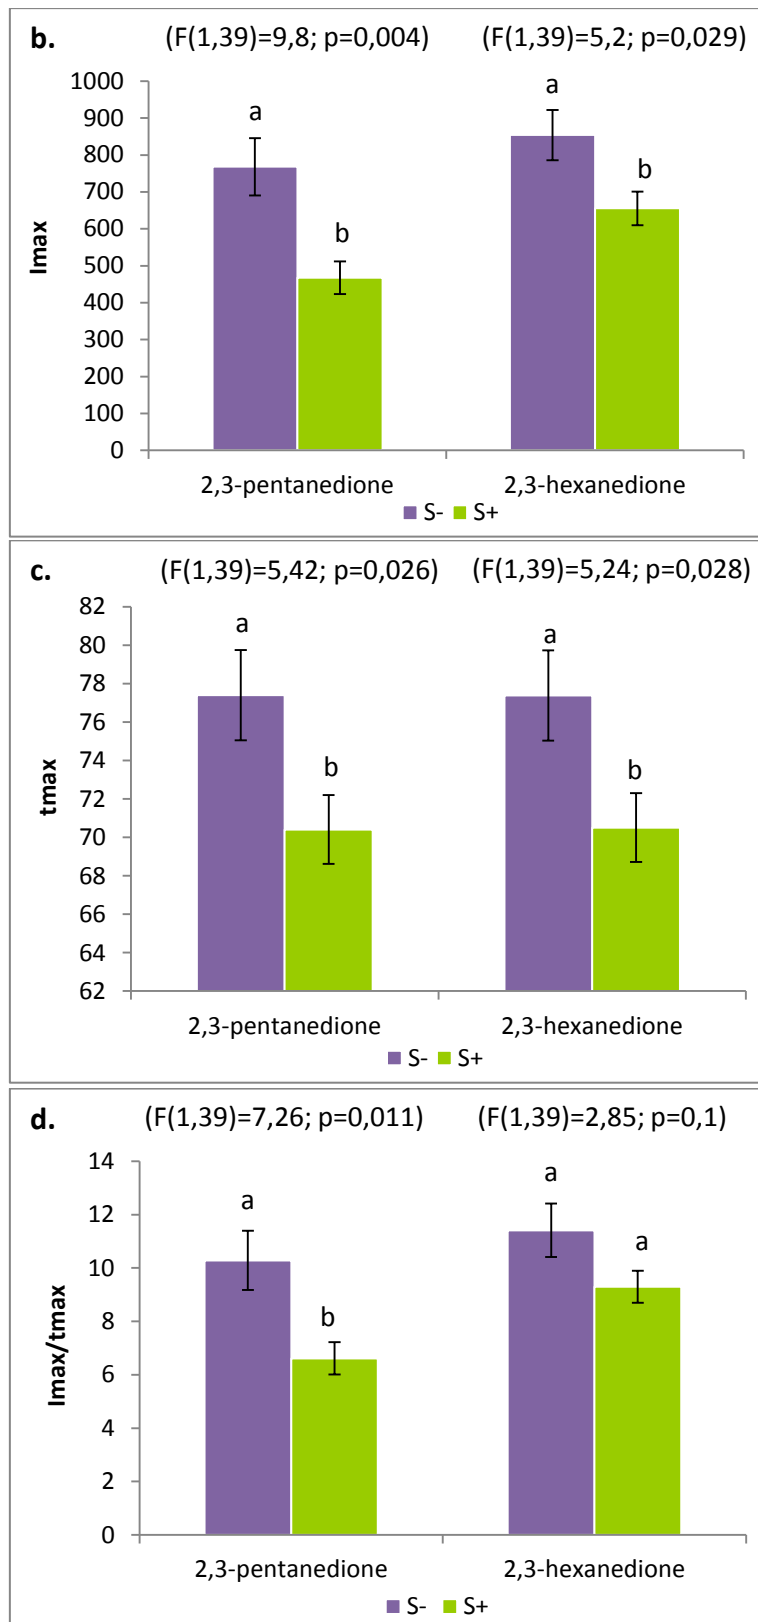 b. (F(1,39)=9,8; p=0,004) (F(1,39)=5,2; p=0,029)
1000
900
800
700
600
500
400
300
200
100
0
Imax
a
b
a
b
2,3-pentanedione 2,3-hexanedione
S- S+
c. (F(1,39)=5,42; p=0,026) (F(1,39)=5,24; p=0,028)
82
80
78
76
74
72
70
68
66
64
62
tmax
a
b
a
b
2,3-pentanedione 2,3-hexanedione
S- S+
d. (F(1,39)=7,26; p=0,011) (F(1,39)=2,85; p=0,1)
14
12
10
8
6
4
2
0
Imax/tmax
a
b
a
a
2,3-pentanedione 2,3-hexanedione
S- S+